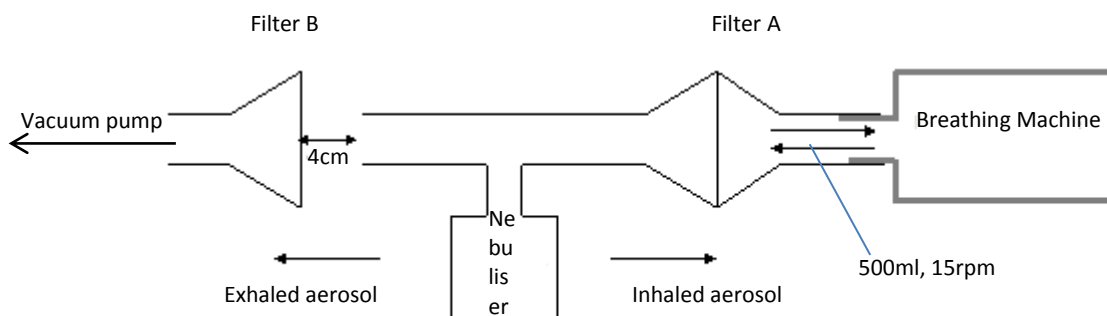 Filter B
Filter A
Vacuum pump
Breathing Machine
4cm
Ne
bu
lis
er
500ml, 15rpm
Exhaled aerosol
Inhaled aerosol